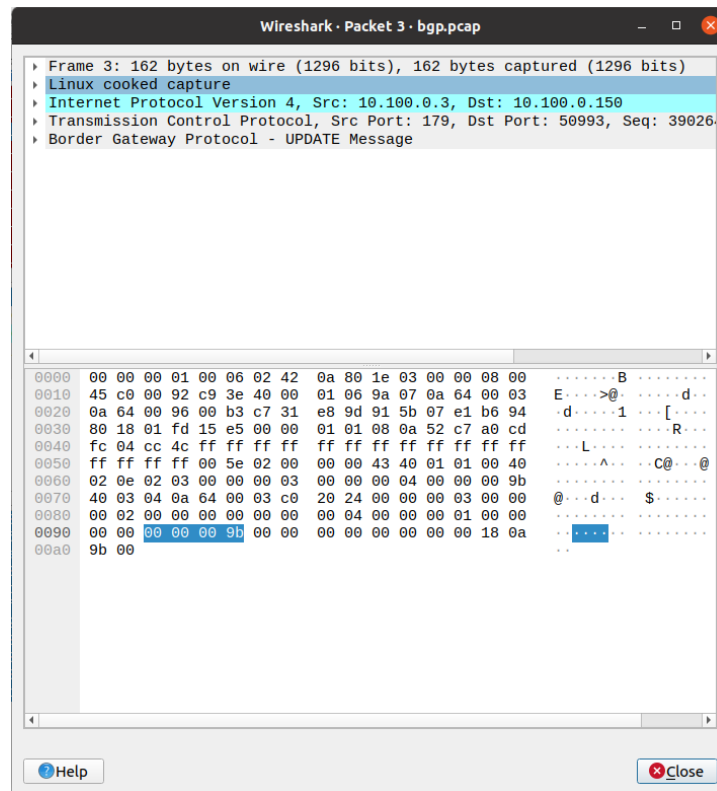 Wireshark · Packet 3 · bgp.pcap
Frame 3: 162 bytes on wire (1296 bits), 162 bytes captured (1296 bits)
Linux cooked capture
Internet Protocol Version 4, Src: 10.100.0.3, Dst: 10.100.0.150
Transmission Control Protocol, Src Port: 179, Dst Port: 50993, Seq: 39026
Border Gateway Protocol - UPDATE Message
0000 00 00 00 01 00 06 02 42 0a 80 1e 03 00 00 08 00 ·······B ········
0010 45 c0 00 92 c9 3e 40 00 01 06 9a 07 0a 64 00 03 E····>@· ·····d··
0020 0a 64 00 96 00 b3 c7 31 e8 9d 91 5b 07 e1 b6 94 ·d·····1 ···[····
0030 80 18 01 fd 15 e5 00 00 01 01 08 0a 52 c7 a0 cd ········ ····R···
0040 fc 04 cc 4c ff ff ff ff ff ff ff ff ff ff ff ff ···L···· ········
0050 ff ff ff ff 00 5e 02 00 00 00 43 40 01 01 00 40 ·····^·· ··C@···@
0060 02 0e 02 03 00 00 00 03 00 00 00 04 00 00 00 9b ········ ········
0070 40 03 04 0a 64 00 03 c0 20 24 00 00 00 03 00 00 @···d··· $······
0080 00 02 00 00 00 00 00 00 00 04 00 00 00 01 00 00 ········ ········
0090 00 00 00 00 00 9b 00 00 00 00 00 00 00 00 18 0a ········ ········
00a0 9b 00 ··
Help
Close